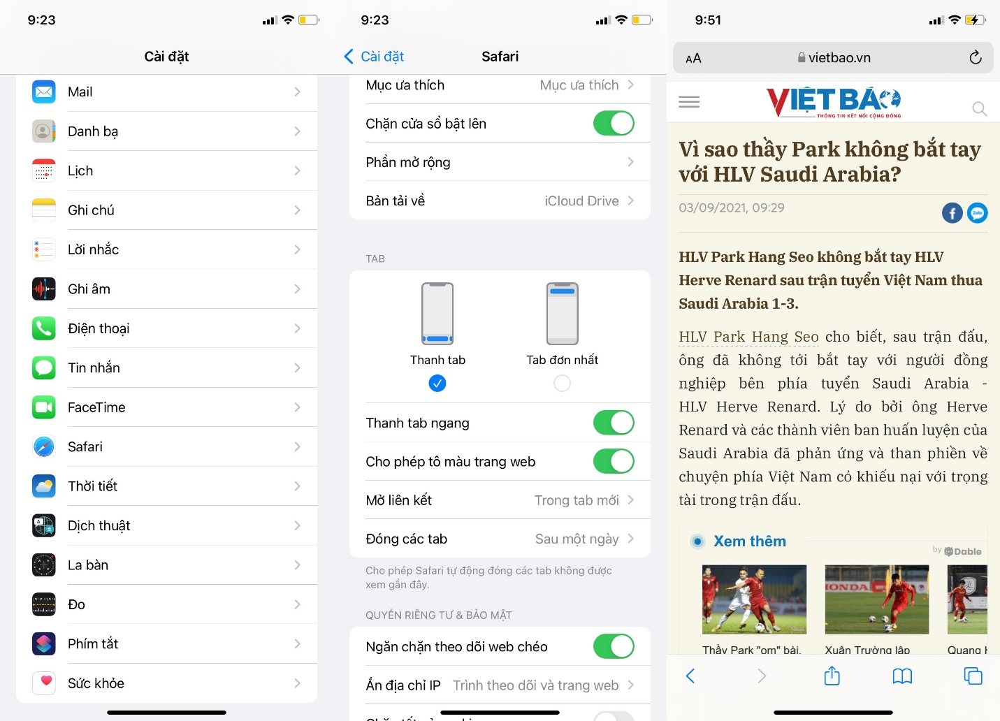 9:23
Cài đặt
Mail
Danh bạ
Lịch
Ghi chú
Lời nhắc
Ghi âm
Điện thoại
Tin nhắn
FaceTime
Safari
Thời tiết
Dịch thuật
La bàn
Đo
Phím tắt
Sức khỏe
9:23
Cài đặt
Safari
Mục ưa thích Mục ưa thích
Chặn cửa sổ bật lên
Phần mở rộng
Bản tải về iCloud Drive
TAB
Thanh tab Tab đơn nhất
Thanh tab ngang
Cho phép tô màu trang web
Mở liên kết Trong tab mới
Đóng các tab Sau một ngày
Cho phép Safari tự động đóng các tab không được
xem gần đây.
QUYỀN RIÊNG TƯ & BẢO MẬT
Ngăn chặn theo dõi web chéo
Ẩn địa chỉ IP Trình theo dõi và trang web
9:51
AA vietbao.vn
VIỆT BÁO
THÔNG TIN KẾT NỐI CỘNG ĐỒNG
Vì sao thầy Park không bắt tay
với HLV Saudi Arabia?
03/09/2021, 09:29
f Zalo
HLV Park Hang Seo không bắt tay HLV
Herve Renard sau trận tuyển Việt Nam thua
Saudi Arabia 1-3.
HLV Park Hang Seo cho biết, sau trận đấu,
ông đã không tới bắt tay với người đồng
nghiệp bên phía tuyển Saudi Arabia -
HLV Herve Renard. Lý do bởi ông Herve
Renard và các thành viên ban huấn luyện của
Saudi Arabia đã phản ứng và than phiền về
chuyện phía Việt Nam có khiếu nại với trọng
tài trong trận đấu.
Xem thêm
by Dable
HONDA
Thầy Park "om" bài, Xuân Trường lập Quang